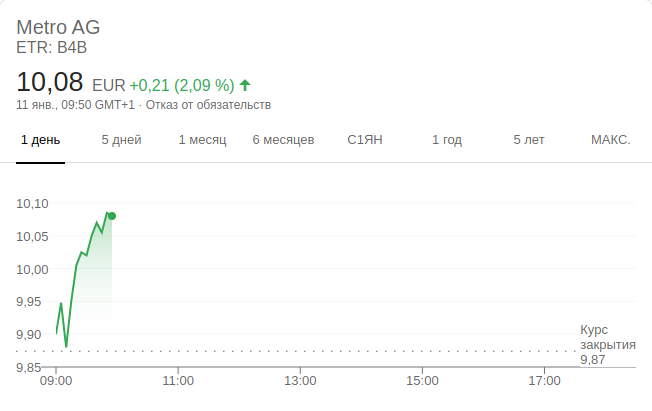 Metro AG
ETR: B4B
10,08 EUR +0,21 (2,09 %)
11 янв., 09:50 GMT+1 · Отказ от обязательств
1 день 5 дней 1 месяц 6 месяцев С1ЯН 1 год 5 лет МАКС.
10,10
10,05
10,00
9,95
9,90
9,85
Курс
закрытия
9,87
09:00 11:00 13:00 15:00 17:00